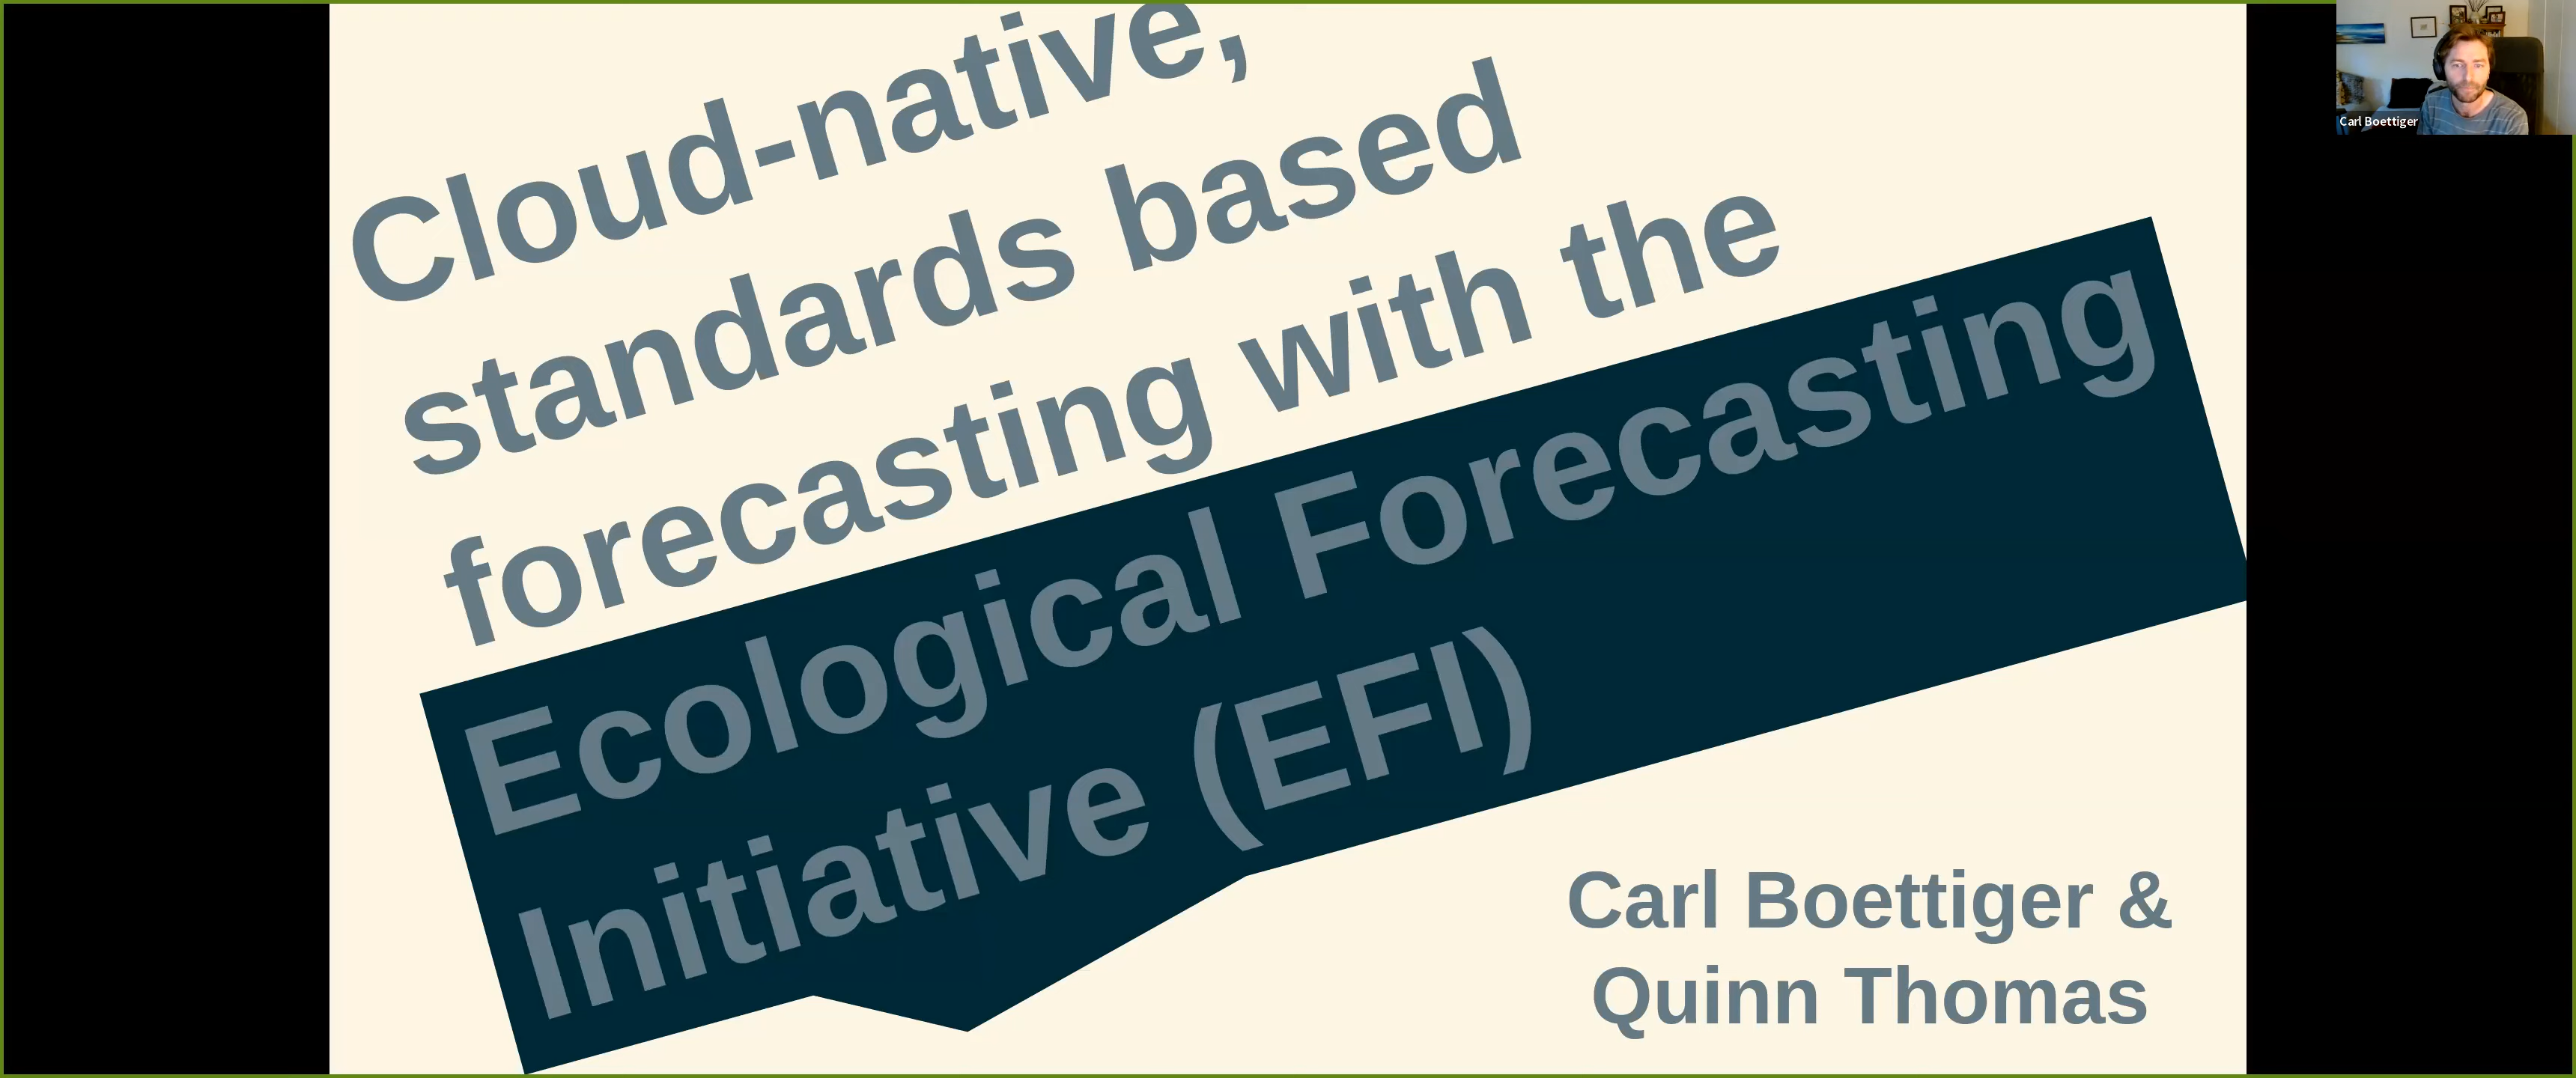 Cloud-native,
standards based
forecasting with the
Ecological Forecasting
Initiative (EFI)
Carl Boettiger &
Quinn Thomas
Carl Boettiger